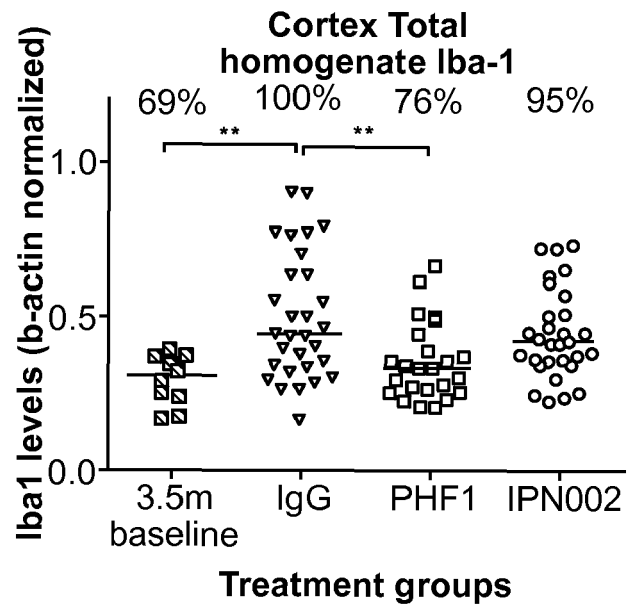 Cortex Total
homogenate Iba-1
69% 100% 76% 95%
** **
Iba1 levels (b-actin normalized)
1.0
0.5
0.0
3.5m IgG PHF1 IPN002
baseline
Treatment groups